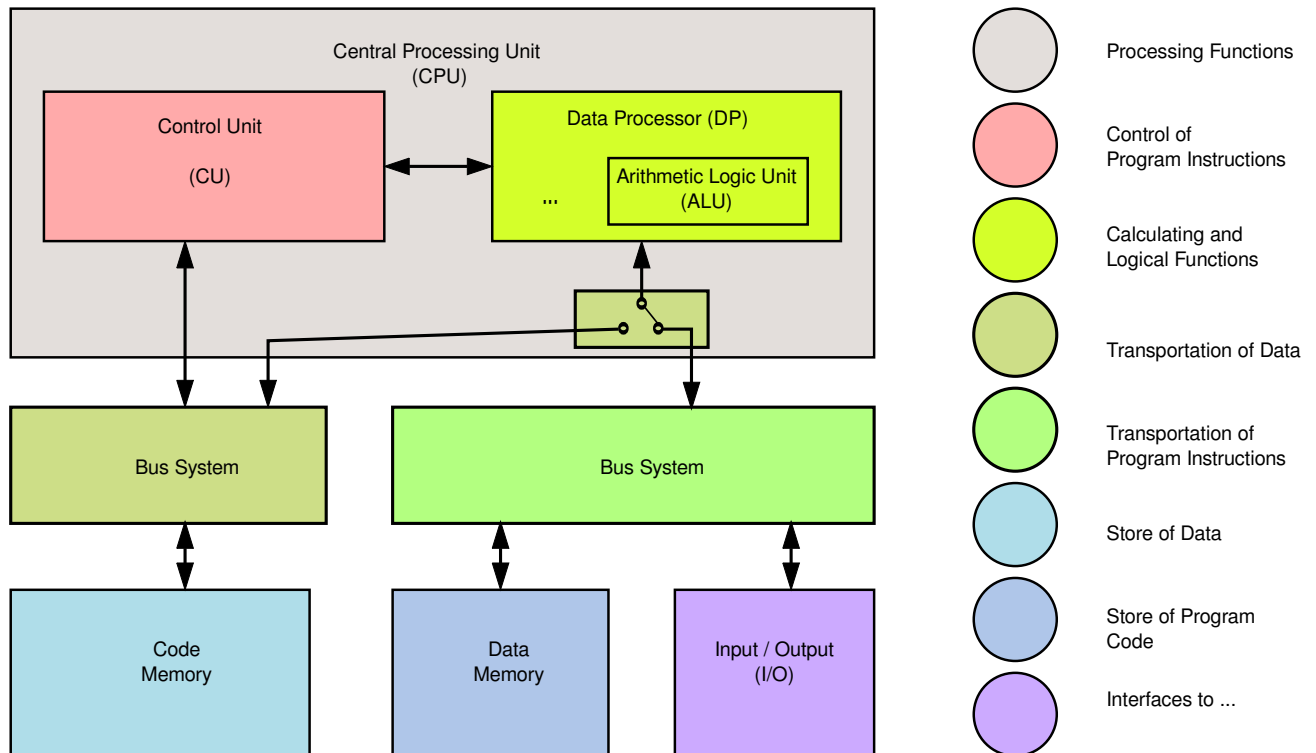 Central Processing Unit
(CPU)
Control Unit
(CU)
Data Processor (DP)
...
Arithmetic Logic Unit
(ALU)
Bus System
Bus System
Code
Memory
Data
Memory
Input / Output
(I/O)
Processing Functions
Control of
Program Instructions
Calculating and
Logical Functions
Transportation of Data
Transportation of
Program Instructions
Store of Data
Store of Program
Code
Interfaces to ...